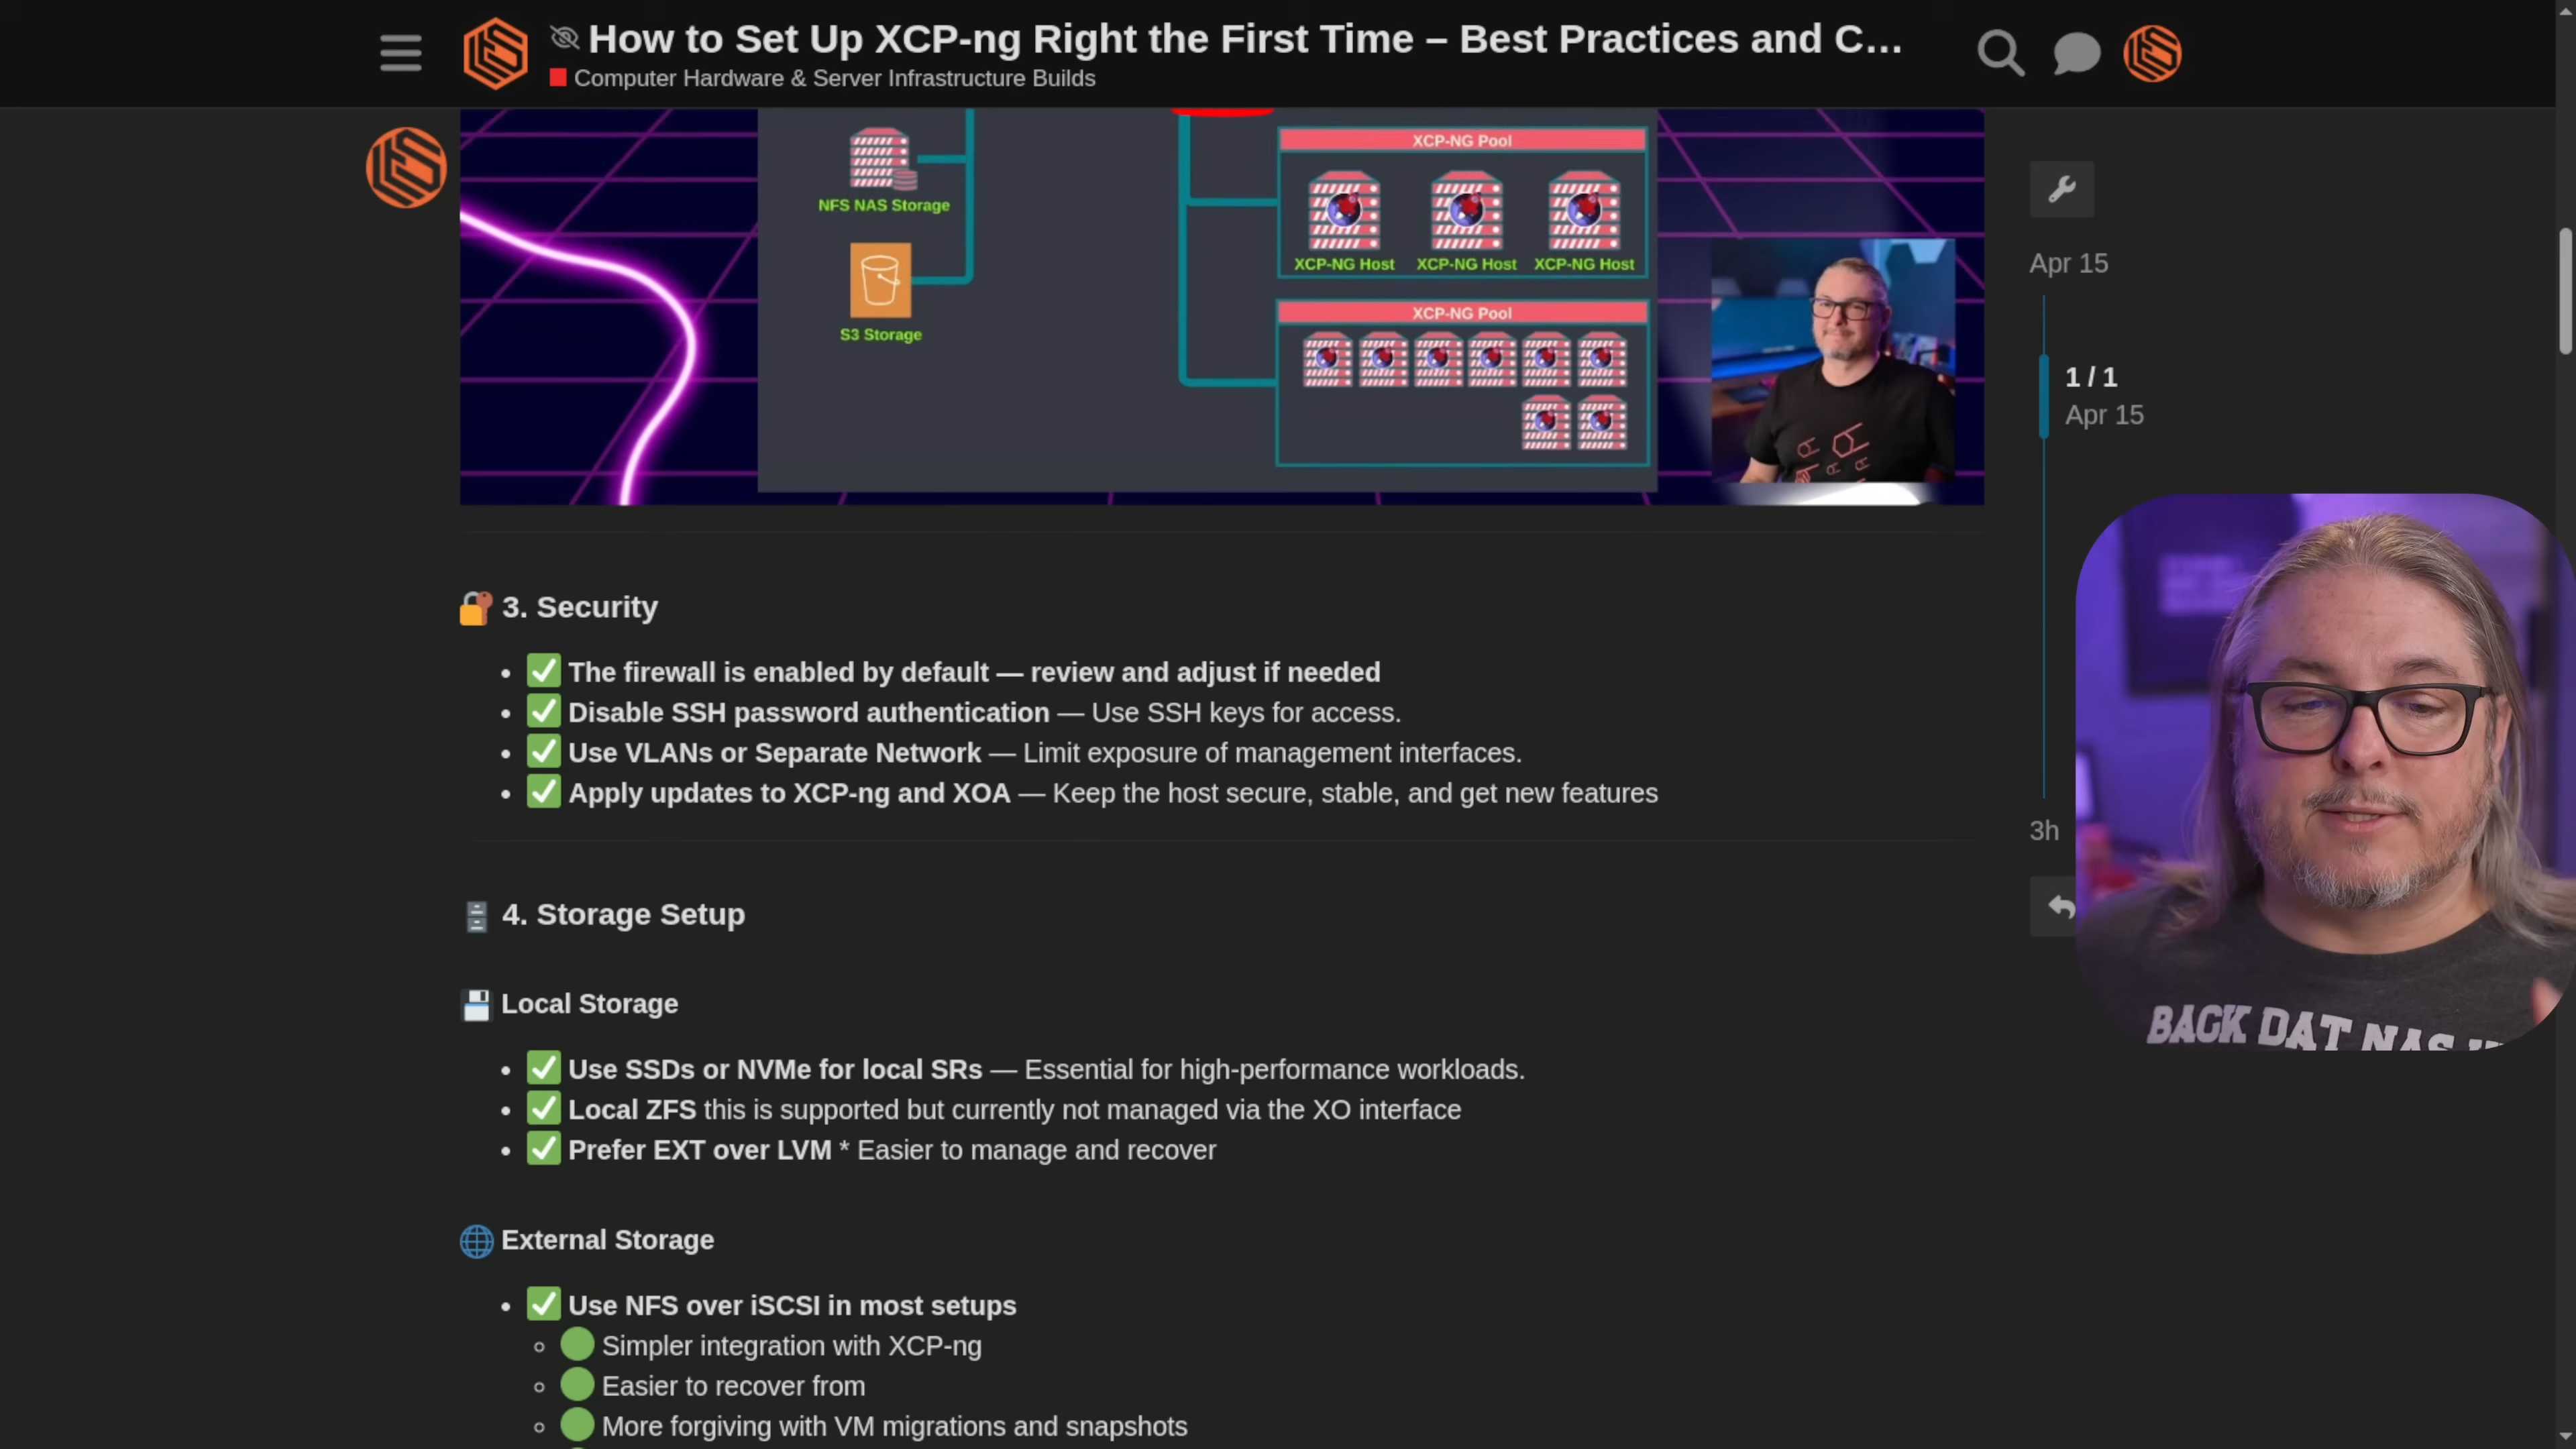 How to Set Up XCP-ng Right the First Time – Best Practices and C...
Computer Hardware & Server Infrastructure Builds
XCP-NG Pool
NFS NAS Storage
XCP-NG Host XCP-NG Host XCP-NG Host
S3 Storage
XCP-NG Pool
Apr 15
1 / 1
Apr 15
3. Security
✅ The firewall is enabled by default — review and adjust if needed
✅ Disable SSH password authentication — Use SSH keys for access.
✅ Use VLANs or Separate Network — Limit exposure of management interfaces.
✅ Apply updates to XCP-ng and XOA — Keep the host secure, stable, and get new features
3h
4. Storage Setup
Local Storage
✅ Use SSDs or NVMe for local SRs — Essential for high-performance workloads.
✅ Local ZFS this is supported but currently not managed via the XO interface
✅ Prefer EXT over LVM * Easier to manage and recover
BACK DAT NAS
External Storage
✅ Use NFS over iSCSI in most setups
Simpler integration with XCP-ng
Easier to recover from
More forgiving with VM migrations and snapshots